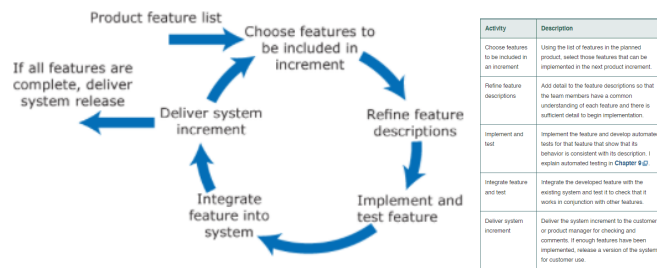 Product feature list
Choose features to
be included in
increment
If all features are
complete, deliver
system release
Deliver system
increment
Refine feature
descriptions
Integrate
feature into
system
Implement and
test feature
Activity Description
Choose features
to be included in
an increment
Using the list of features in the planned
product, select those features that can be
implemented in the next product increment.
Refine feature
descriptions
Add detail to the feature descriptions so that
the team members have a common
understanding of each feature and there is
sufficient detail to begin implementation.
Implement and
test
Implement the feature and develop automated
tests for that feature that show that its
behavior is consistent with its description. I
explain automated testing in Chapter 9.
Integrate feature
and test
Integrate the developed feature with the
existing system and test it to check that it
works in conjunction with other features.
Deliver system
increment
Deliver the system increment to the customer
or product manager for checking and
comments. If enough features have been
implemented, release a version of the system
for customer use.